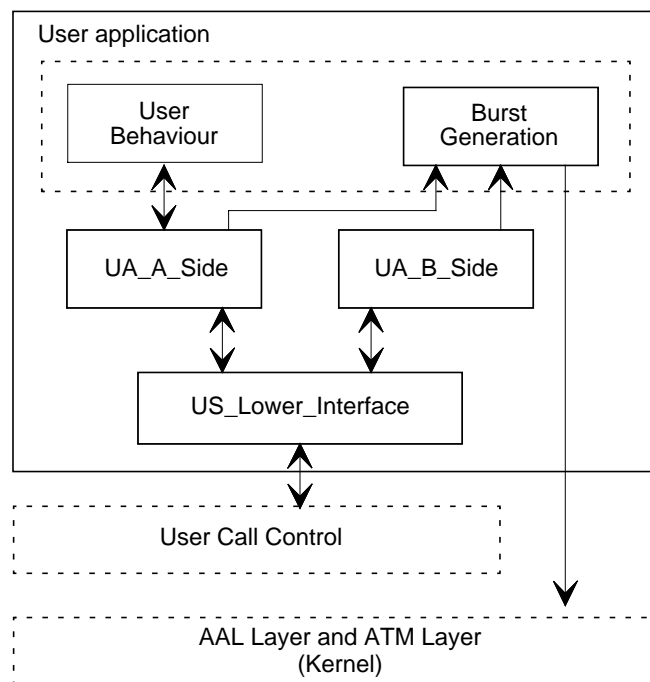 User application
User
Behaviour
Burst
Generation
UA_A_Side
UA_B_Side
US_Lower_Interface
User Call Control
AAL Layer and ATM Layer
(Kernel)